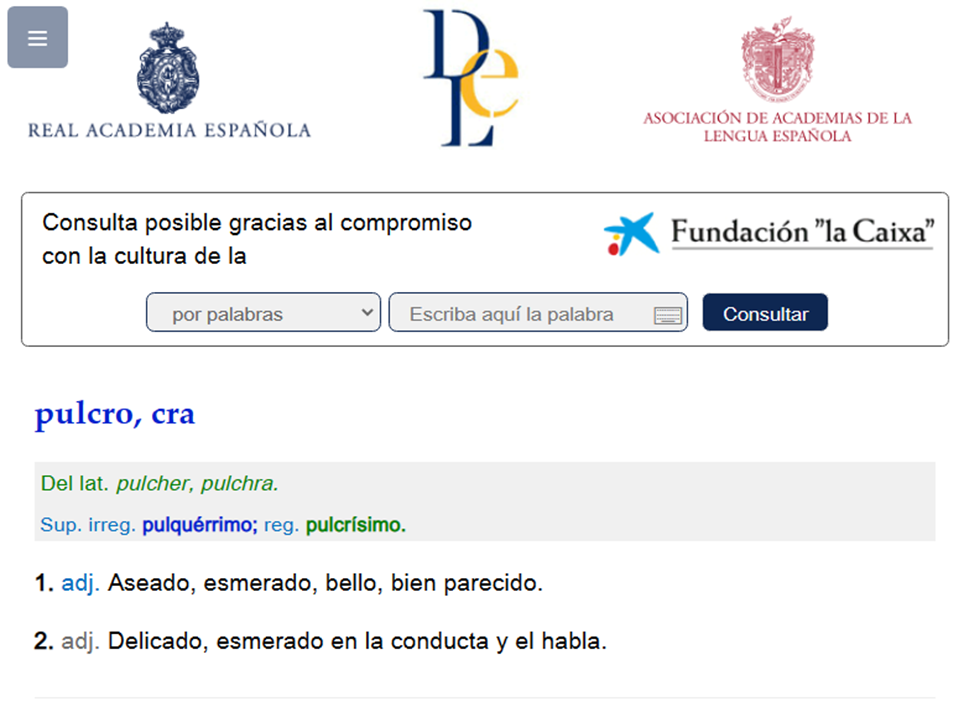 REAL ACADEMIA ESPAÑOLA
DLe
ASOCIACIÓN DE ACADEMIAS DE LA
LENGUA ESPAÑOLA
Consulta posible gracias al compromiso
con la cultura de la
Fundación "la Caixa"
por palabras
Escriba aquí la palabra
Consultar
pulcro, cra
Del lat. pulcher, pulchra.
Sup. irreg. pulquérrimo; reg. pulcrísimo.
1. adj. Aseado, esmerado, bello, bien parecido.
2. adj. Delicado, esmerado en la conducta y el habla.